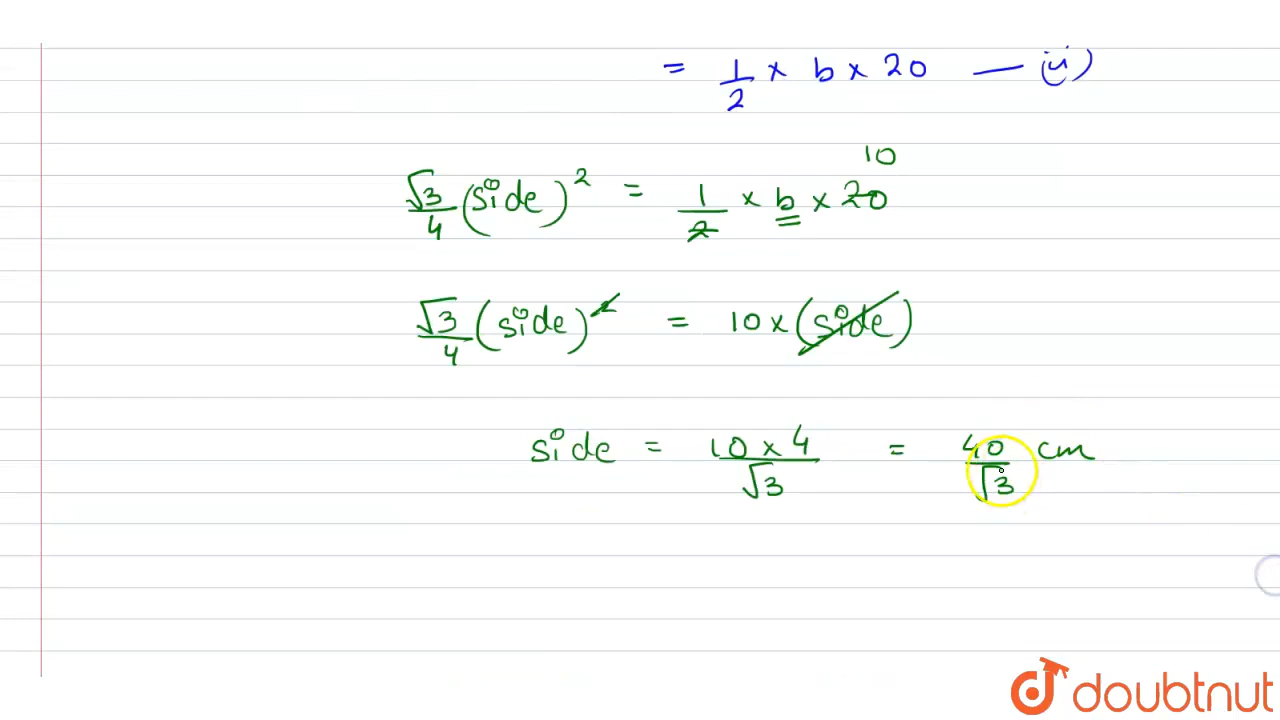 = 1/2 × b × 20 — (ii)
10
√3/4 (side)² = 1/2 × b × 20
√3/4 (side)² = 10 × (side)
side = 10 × 4/√3 = 40/√3 cm
doubtnut